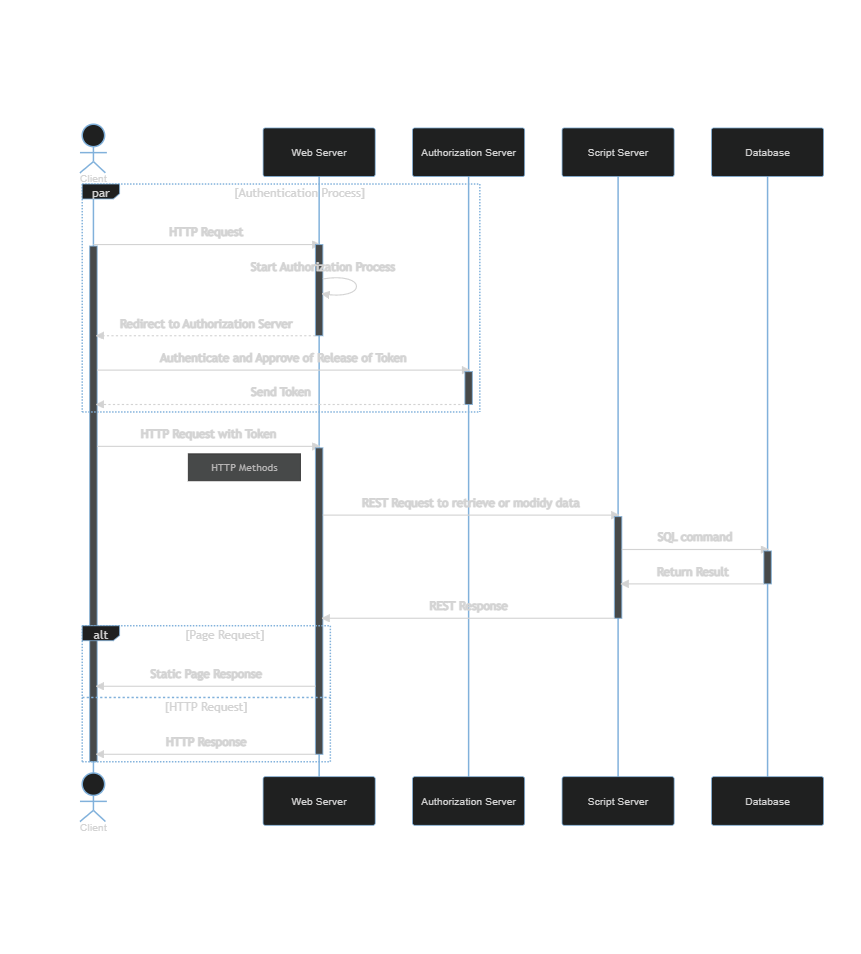 Client
Web Server
Authorization Server
Script Server
Database
par
[Authentication Process]
HTTP Request
Start Authorization Process
Redirect to Authorization Server
Authenticate and Approve of Release of Token
Send Token
HTTP Request with Token
HTTP Methods
REST Request to retrieve or modidy data
SQL command
Return Result
REST Response
alt
[Page Request]
Static Page Response
[HTTP Request]
HTTP Response
Client
Web Server
Authorization Server
Script Server
Database